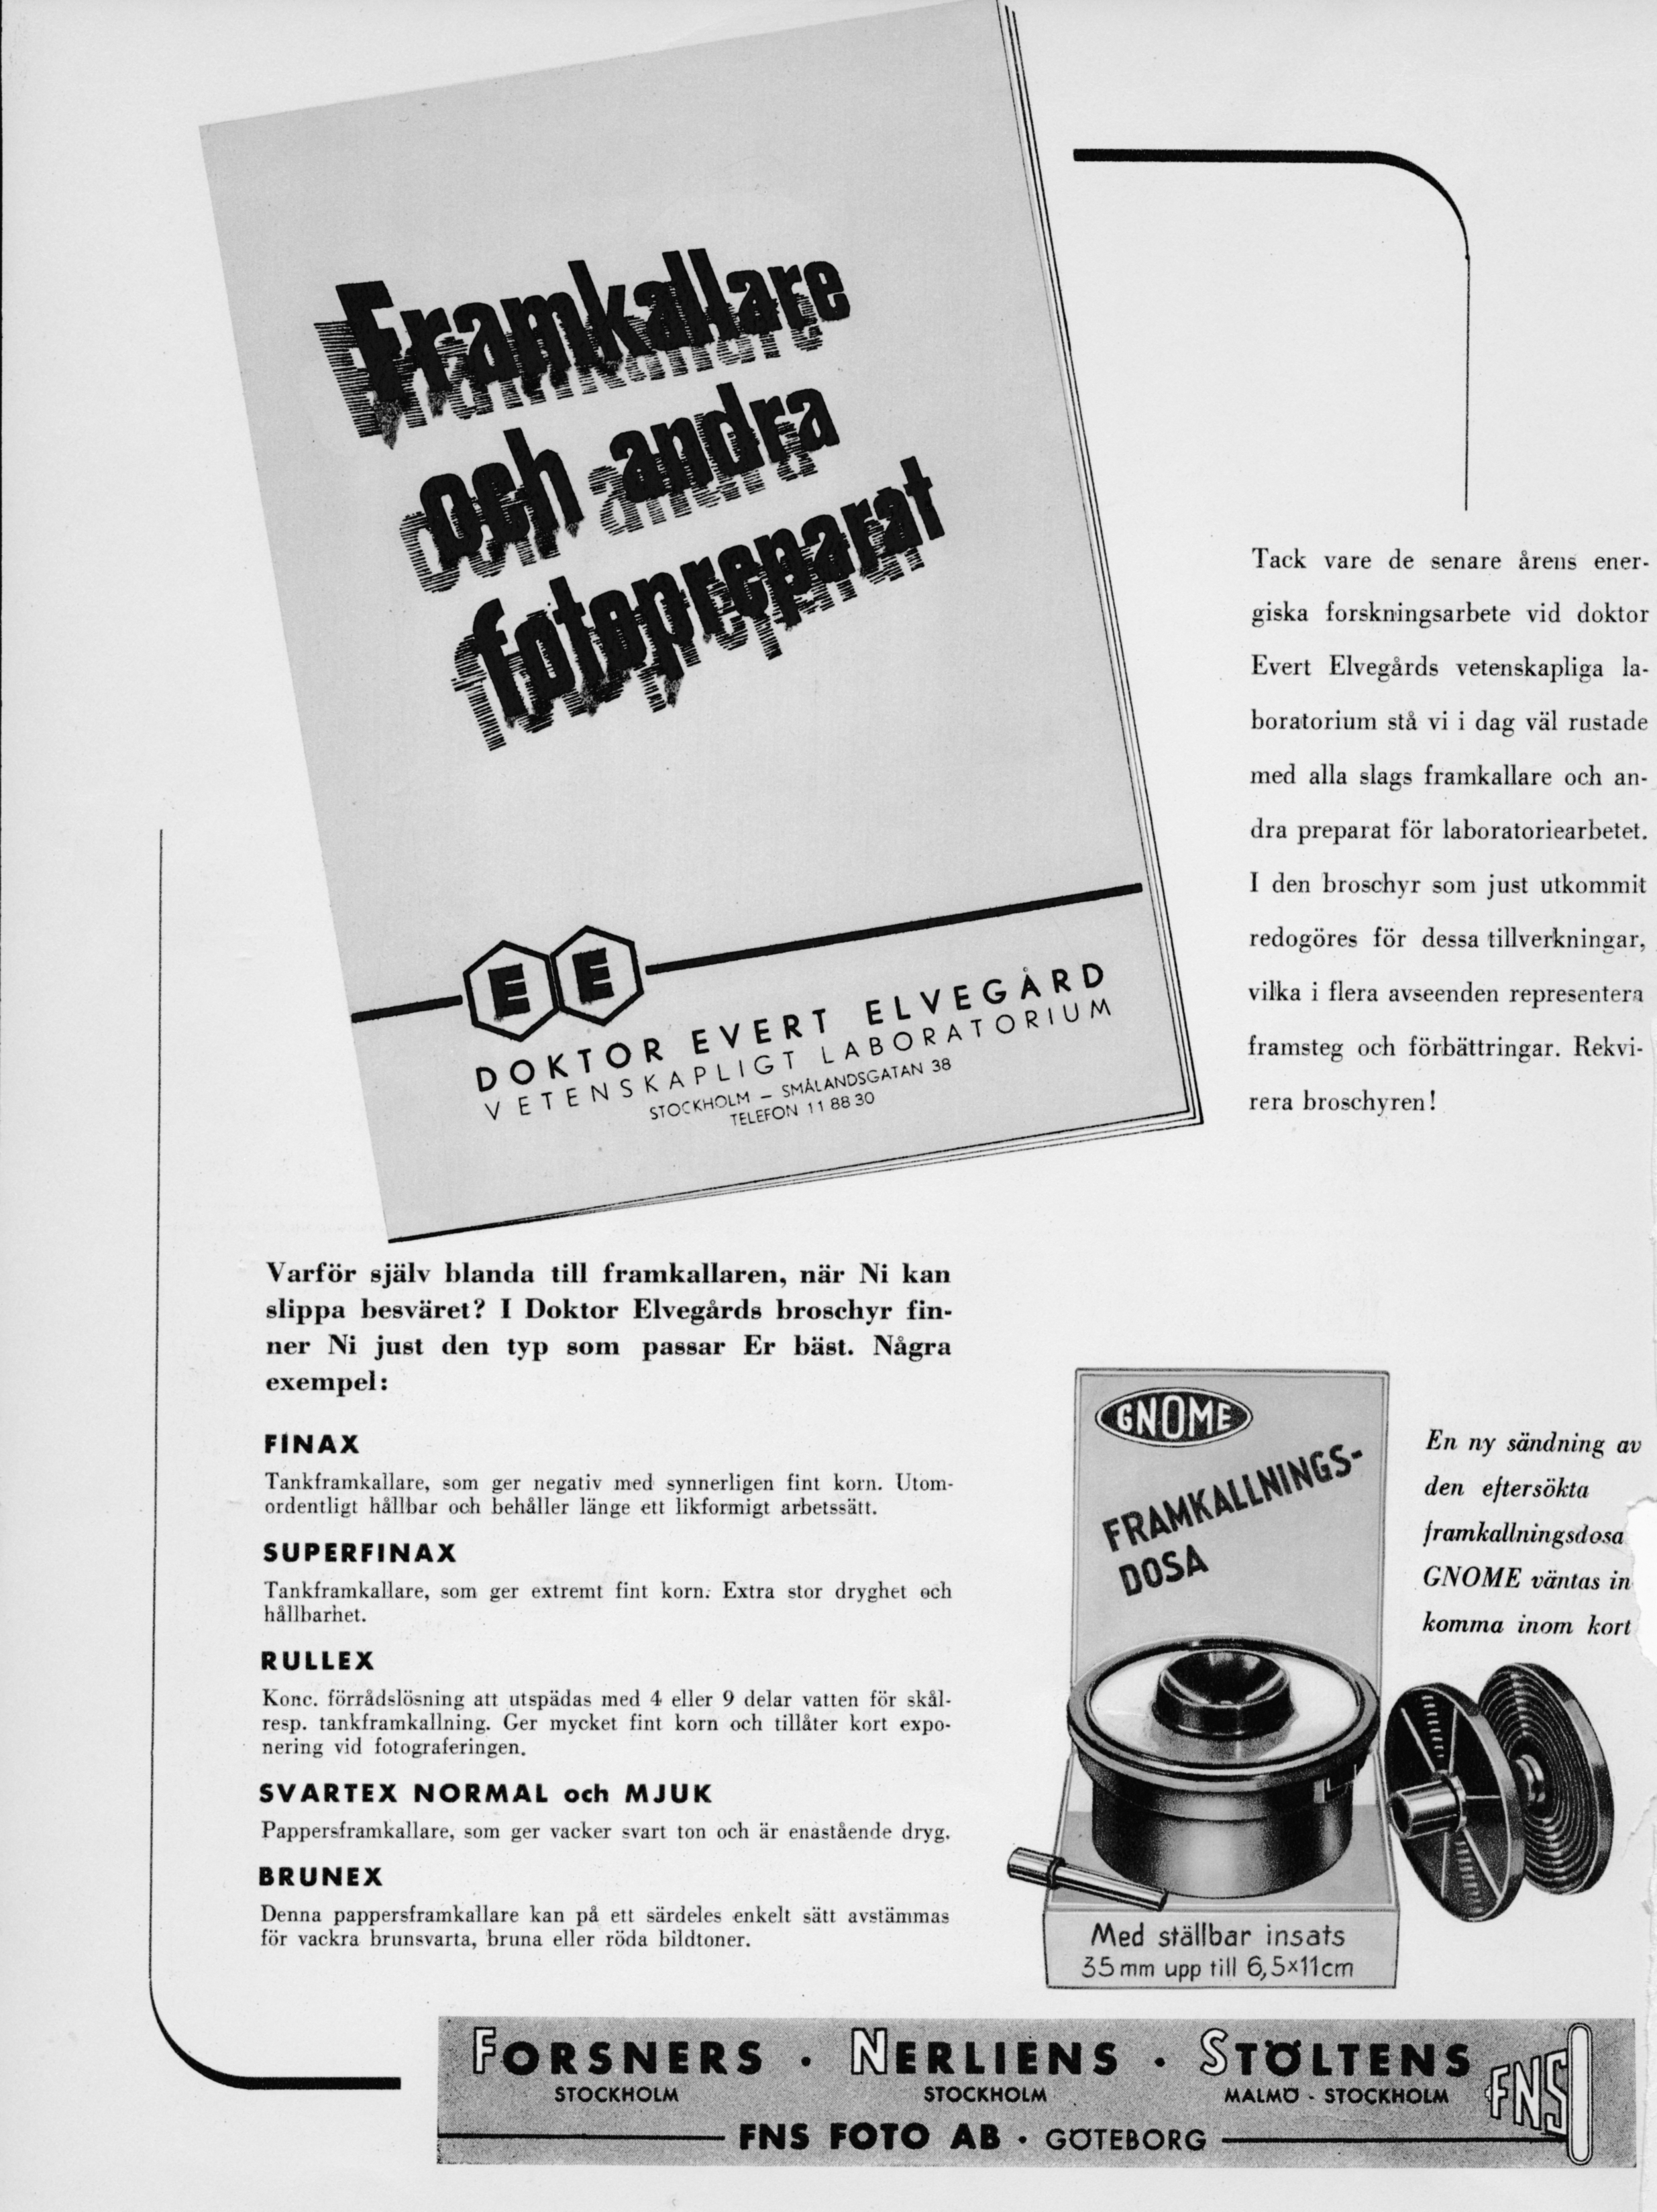 Framkallare
och andra
fotopreparat
E E
DOKTOR EVERT ELVEGÅRD
VETENSKAPLIGT LABORATORIUM
STOCKHOLM – SMÅLANDSGATAN 38
TELEFON 11 88 30
Tack vare de senare årens ener-
giska forskningsarbete vid doktor
Evert Elvegårds vetenskapliga la-
boratorium stå vi i dag väl rustade
med alla slags framkallare och an-
dra preparat för laboratoriearbetet.
I den broschyr som just utkommit
redogöres för dessa tillverkningar,
vilka i flera avseenden representera
framsteg och förbättringar. Rekvi-
rera broschyren!
Varför själv blanda till framkallaren, när Ni kan
slippa besväret? I Doktor Elvegårds broschyr fin-
ner Ni just den typ som passar Er bäst. Några
exempel:
FINAX
Tankframkallare, som ger negativ med synnerligen fint korn. Utom-
ordentligt hållbar och behåller länge ett likformigt arbetssätt.
SUPERFINAX
Tankframkallare, som ger extremt fint korn. Extra stor dryghet och
hållbarhet.
RULLEX
Konc. förrådslösning att utspädas med 4 eller 9 delar vatten för skål-
resp. tankframkallning. Ger mycket fint korn och tillåter kort expo-
nering vid fotograferingen.
SVARTEX NORMAL och MJUK
Pappersframkallare, som ger vacker svart ton och är enastående dryg.
BRUNEX
Denna pappersframkallare kan på ett särdeles enkelt sätt avstämmas
för vackra brunsvarta, bruna eller röda bildtoner.
GNOME
FRAMKALLNINGS-
DOSA
Med ställbar insats
35 mm upp till 6,5×11cm
En ny sändning av
den eftersökta
framkallningsdosa
GNOME väntas in
komma inom kort
FORSNERS · NERLIENS · STÖLTENS
STOCKHOLM STOCKHOLM MALMÖ - STOCKHOLM
FNS
FNS FOTO AB · GÖTEBORG